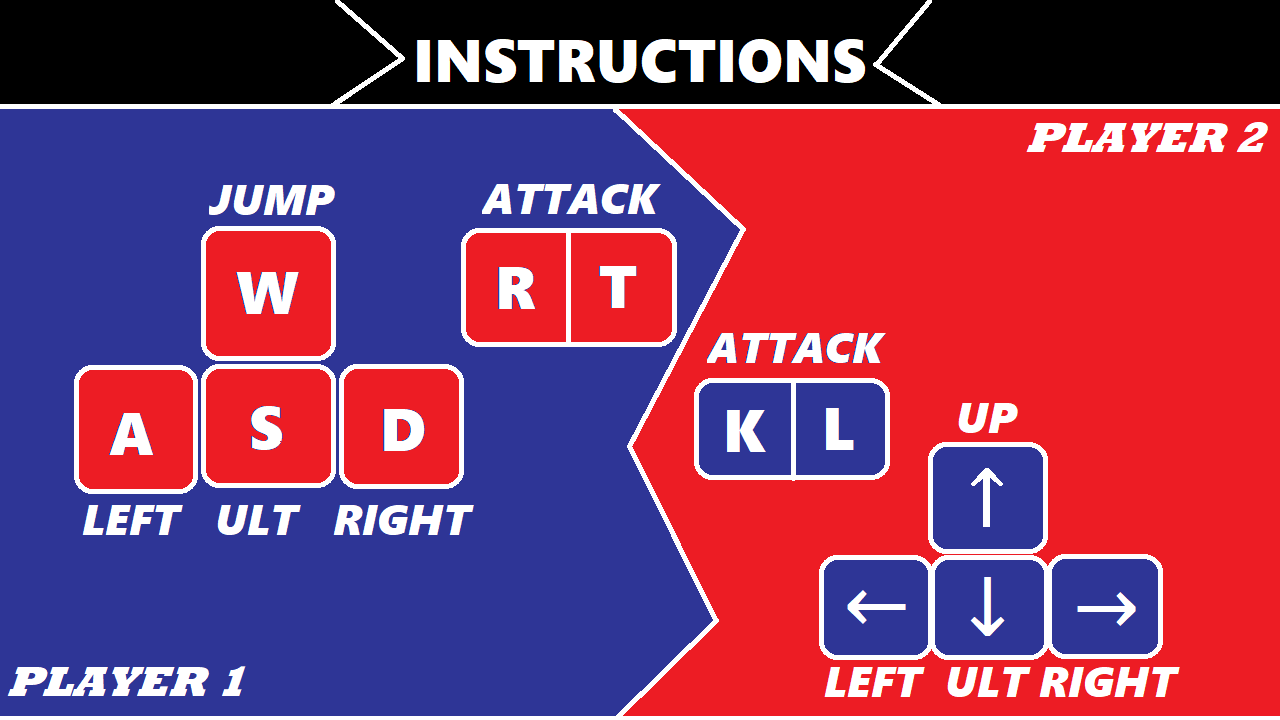 INSTRUCTIONS
PLAYER 2
JUMP
ATTACK
W
R T
A S D
LEFT ULT RIGHT
PLAYER 1
ATTACK
K L
UP
↑
← ↓ →
LEFT ULT RIGHT